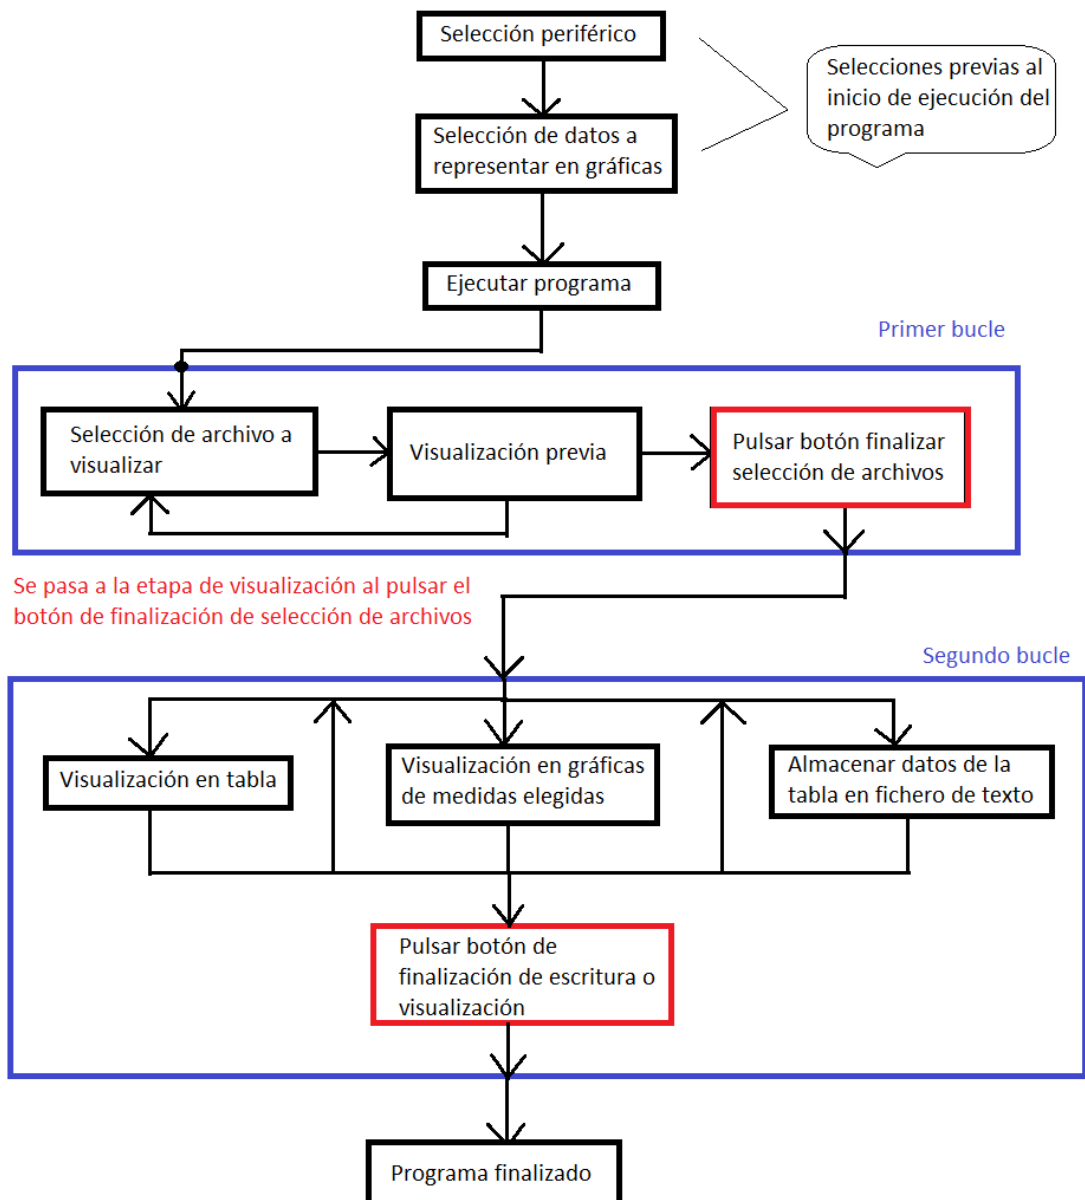 Selección periférico
Selecciones previas al
inicio de ejecución del
programa
Selección de datos a
representar en gráficas
Ejecutar programa
Primer bucle
Selección de archivo a
visualizar
Visualización previa
Pulsar botón finalizar
selección de archivos
Se pasa a la etapa de visualización al pulsar el
botón de finalización de selección de archivos
Segundo bucle
Visualización en tabla
Visualización en gráficas
de medidas elegidas
Almacenar datos de la
tabla en fichero de texto
Pulsar botón de
finalización de escritura o
visualización
Programa finalizado